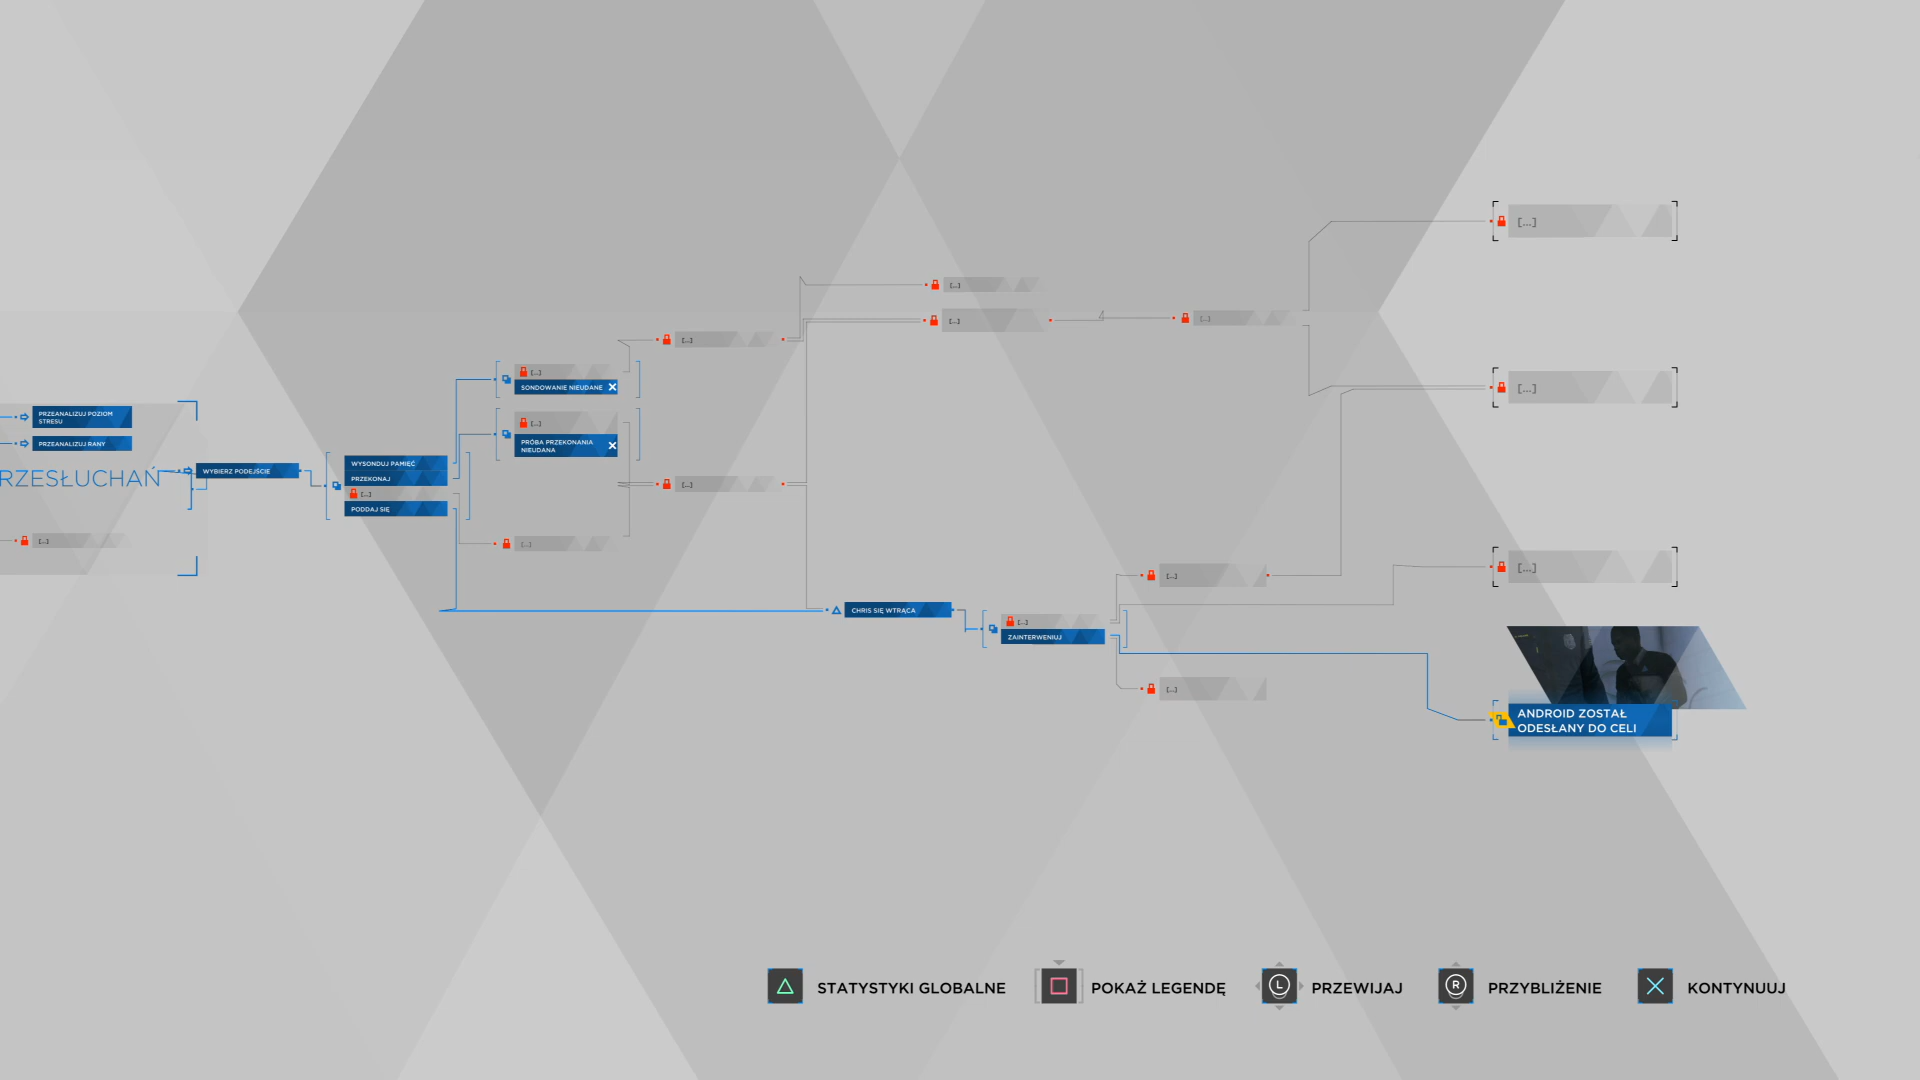 [...]
[...]
[...]
[...]
[...]
[...]
SONDOWANIE NIEUDANE
[...]
[...]
PRÓBA PRZEKONANIA
NIEUDANA
PRZEANALIZUJ POZIOM
STRESU
PRZEANALIZUJ RANY
RZESŁUCHAŃ
WYBIERZ PODEJŚCIE
WYSONDUJ PAMIĘĆ
PRZEKONAJ
[...]
PODDAJ SIĘ
[...]
[...]
[...]
[...]
[...]
CHRIS SIĘ WTRĄCA
[...]
ZAINTERWENIUJ
[...]
ANDROID ZOSTAŁ
ODESŁANY DO CELI
STATYSTYKI GLOBALNE
POKAŻ LEGENDĘ
L
PRZEWIJAJ
R
PRZYBLIŻENIE
KONTYNUUJ